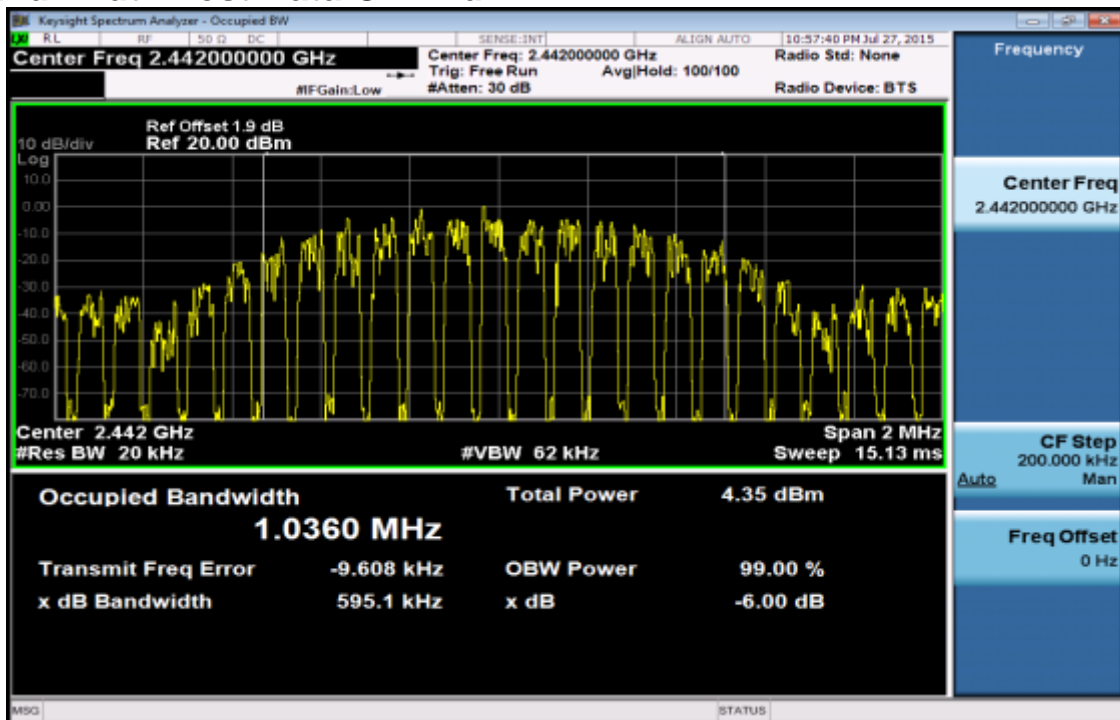 Keysight Spectrum Analyzer - Occupied BW
RL RF 50 Ω DC SENSE:INT ALIGN AUTO 10:57:40 PM Jul 27, 2015
Center Freq 2.442000000 GHz
Center Freq: 2.442000000 GHz
Radio Std: None
Trig: Free Run Avg|Hold: 100/100
#IFGain:Low
#Atten: 30 dB
Radio Device: BTS
Ref Offset 1.9 dB
10 dB/div Ref 20.00 dBm
Log
10.0
0.00
-10.0
-20.0
-30.0
-40.0
-50.0
-60.0
-70.0
Center 2.442 GHz
Span 2 MHz
#Res BW 20 kHz
#VBW 62 kHz
Sweep 15.13 ms
Occupied Bandwidth
Total Power 4.35 dBm
1.0360 MHz
Transmit Freq Error -9.608 kHz
OBW Power 99.00 %
x dB Bandwidth 595.1 kHz
x dB -6.00 dB
MSG
STATUS
Frequency
Center Freq
2.442000000 GHz
CF Step
200.000 kHz
Auto Man
Freq Offset
0 Hz